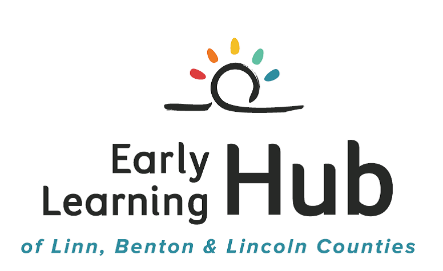 Early
Learning Hub
of Linn, Benton & Lincoln Counties